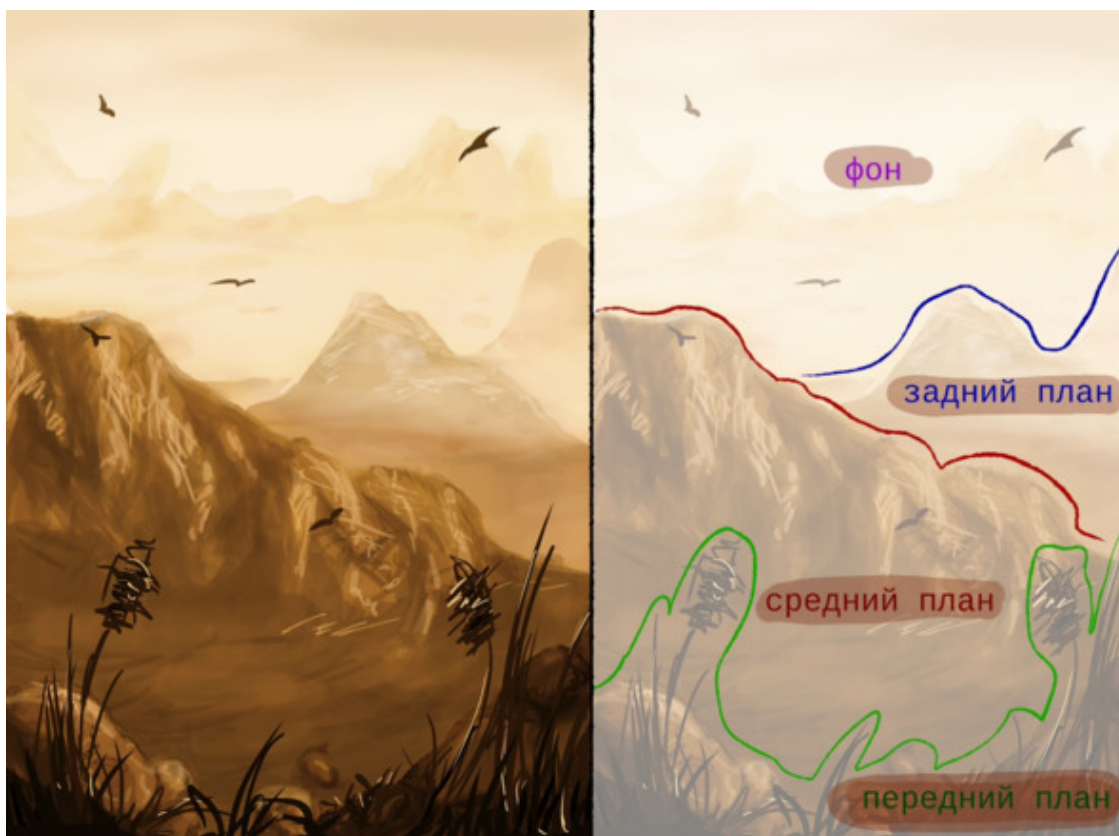 фон
задний план
средний план
передний план